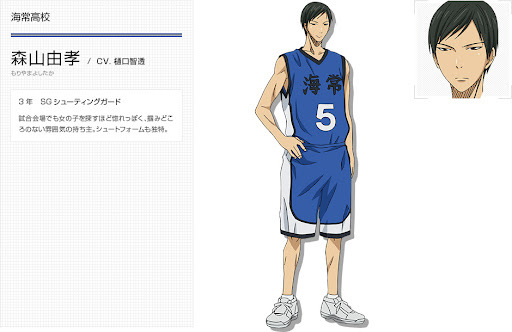 海常高校
森山由孝 / CV. 樋口智透
もりやまよしたか
3年 SG シューティングガード
試合会場でも女の子を探すほど惚れっぽく、掴みどこ
ろのない雰囲気の持ち主。シュートフォームも独特。
海常
5